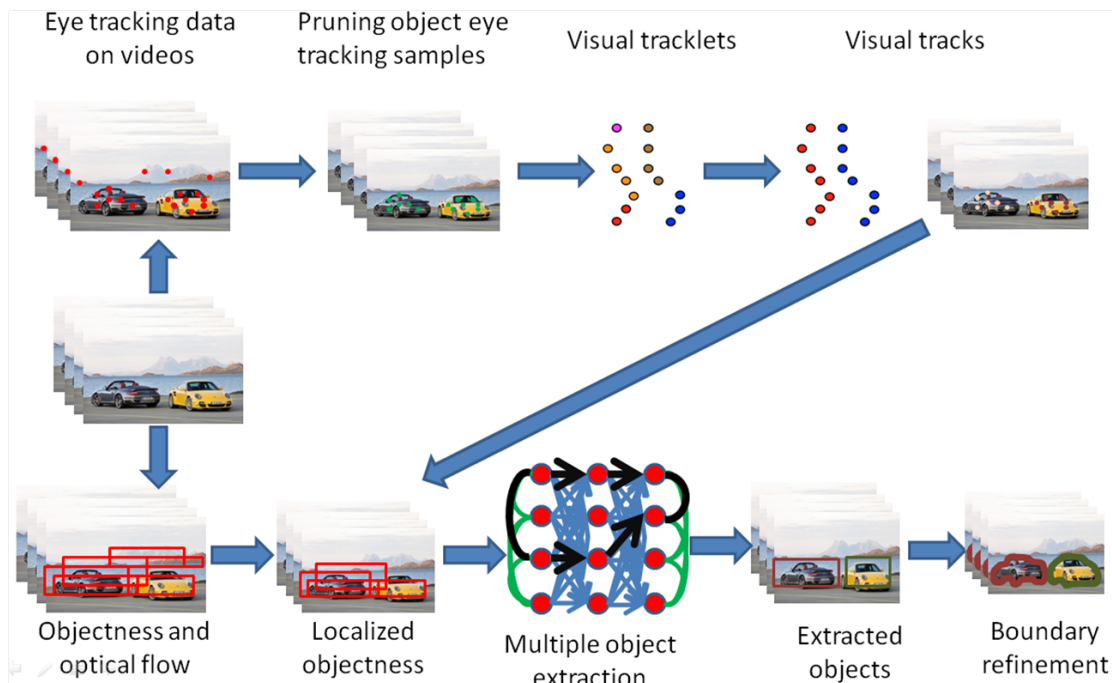 Eye tracking data
on videos
Pruning object eye
tracking samples
Visual tracklets
Visual tracks
Objectness and
optical flow
Localized
objectness
Multiple object
extraction
Extracted
objects
Boundary
refinement